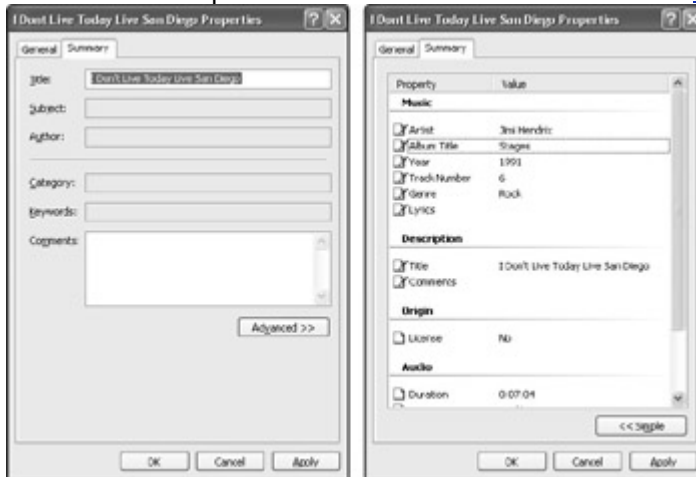 I Dont Live Today Live San Diego Properties
General Summary
Title: I Don't Live Today Live San Diego
Subject:
Author:
Category:
Keywords:
Comments:
Advanced >>
OK Cancel Apply
I Dont Live Today Live San Diego Properties
General Summary
Property Value
Music
Artist Jimi Hendrix
Album Title Stages
Year 1991
Track Number 6
Genre Rock
Lyrics
Description
Title I Don't Live Today Live San Diego
Comments
Origin
License No
Audio
Duration 0:07:04
<< Simple
OK Cancel Apply